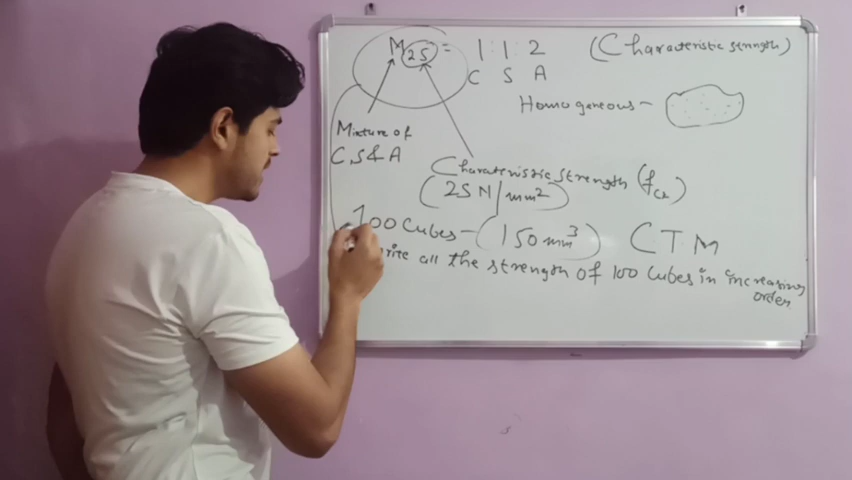 M25 = 1:1:2 (Characteristic strength)
C S A
Homogeneous -
Mixture of
C, S & A
Charateristic strength (fck)
(25 N/mm²)
100 Cubes - (150 mm³) CTM
all the strength of 100 Cubes in increasing
order